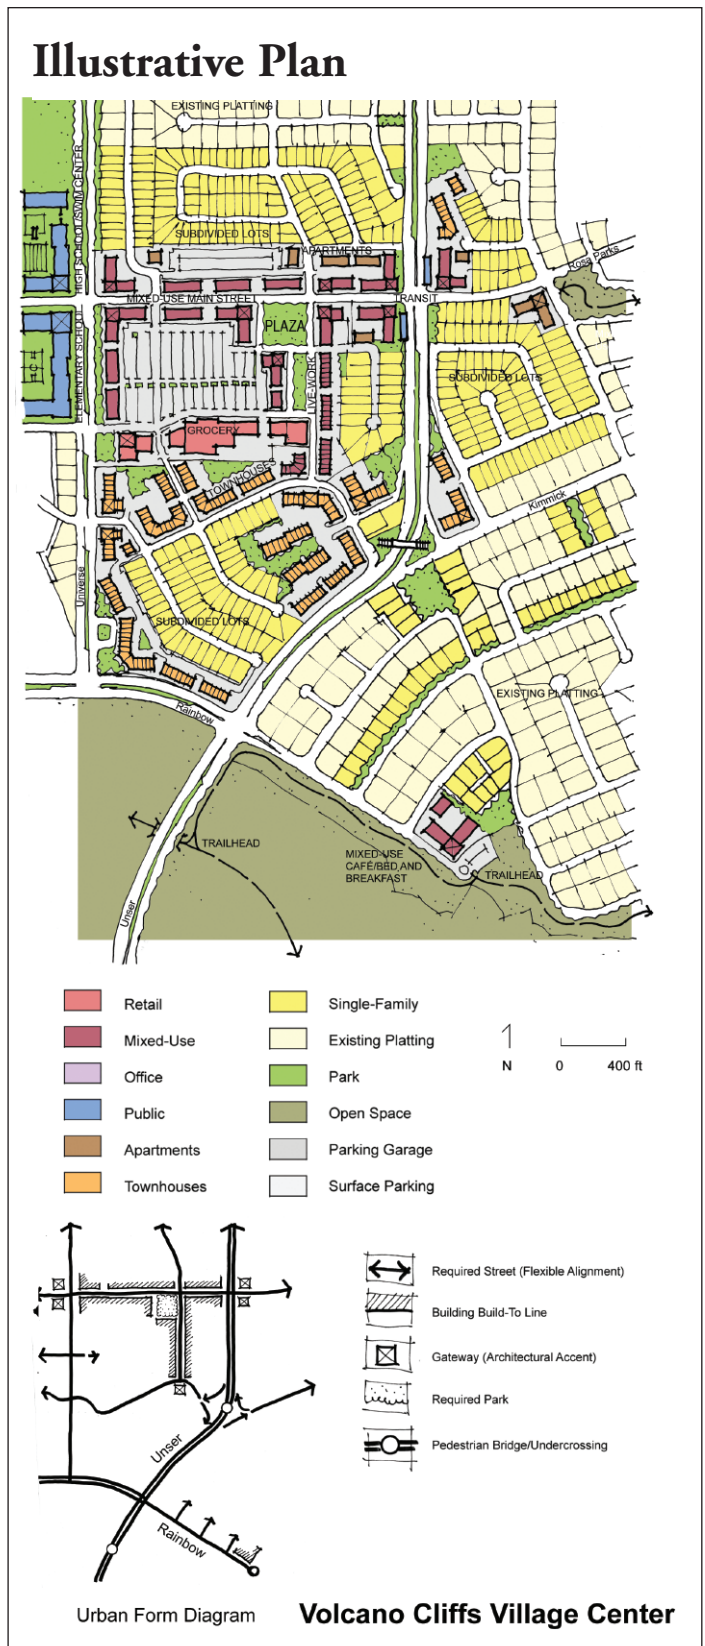 Illustrative Plan
EXISTING PLATTING
HIGH SCHOOL/SWIM CENTER
SUBDIVIDED LOTS
APARTMENTS
Rosa Parks
MIXED-USE MAIN STREET
TRANSIT
PLAZA
ELEMENTARY SCHOOL
LIVE-WORK
SUBDIVIDED LOTS
GROCERY
TOWNHOUSES
Kimmick
Universe
SUBDIVIDED LOTS
EXISTING PLATTING
Rainbow
TRAILHEAD
MIXED-USE
CAFÉ/BED AND
BREAKFAST
TRAILHEAD
Unser
Retail
Mixed-Use
Office
Public
Apartments
Townhouses
Single-Family
Existing Platting
Park
Open Space
Parking Garage
Surface Parking
N
0 400 ft
Required Street (Flexible Alignment)
Building Build-To Line
Gateway (Architectural Accent)
Required Park
Pedestrian Bridge/Undercrossing
Unser
Rainbow
Urban Form Diagram
Volcano Cliffs Village Center